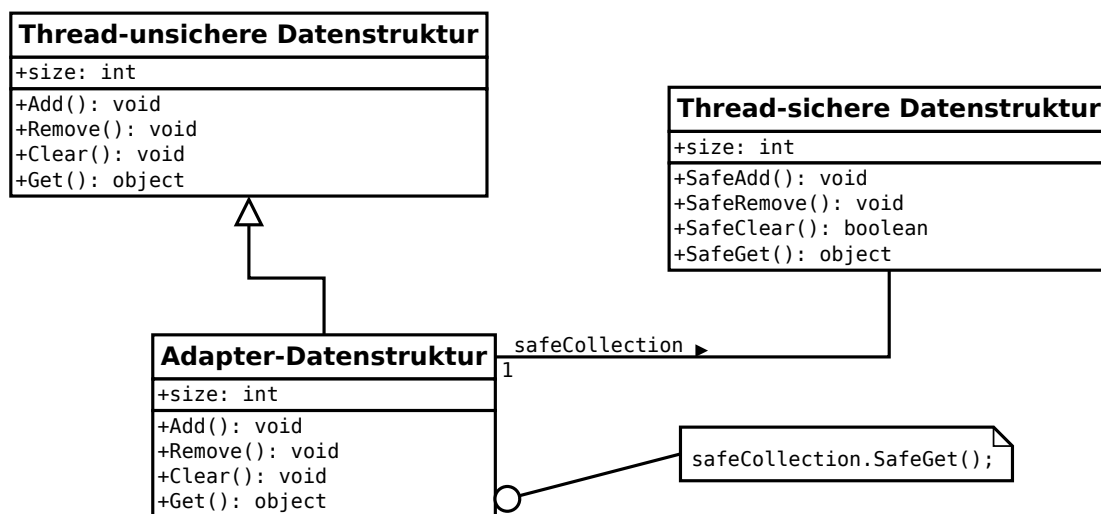 Thread-unsichere Datenstruktur
+size: int
+Add(): void
+Remove(): void
+Clear(): void
+Get(): object
Thread-sichere Datenstruktur
+size: int
+SafeAdd(): void
+SafeRemove(): void
+SafeClear(): boolean
+SafeGet(): object
Adapter-Datenstruktur
+size: int
+Add(): void
+Remove(): void
+Clear(): void
+Get(): object
safeCollection
1
safeCollection.SafeGet();